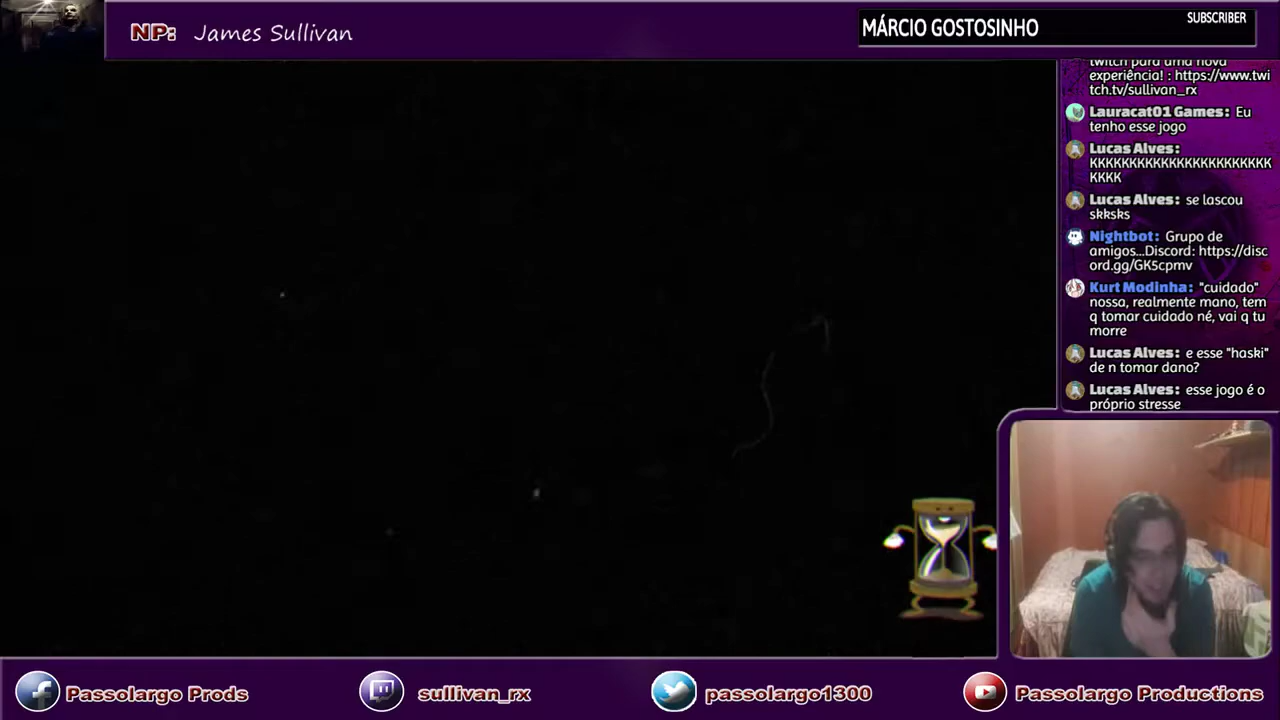 NP: James Sullivan
MÁRCIO GOSTOSINHO
SUBSCRIBER
twitch para uma nova
experiência! : https://www.twi
tch.tv/sullivan_rx
Lauracat01 Games: Eu
tenho esse jogo
Lucas Alves:
KKKKKKKKKKKKKKKKKKKKKKK
KKKK
Lucas Alves: se lascou
skksks
Nightbot: Grupo de
amigos...Discord: https://disc
ord.gg/GK5cpmv
Kurt Modinha: "cuidado"
nossa, realmente mano, tem
q tomar cuidado né, vai q tu
morre
Lucas Alves: e esse "haski"
de n tomar dano?
Lucas Alves: esse jogo é o
próprio stresse
Passolargo Prods
sullivan_rx
passolargo1300
Passolargo Productions